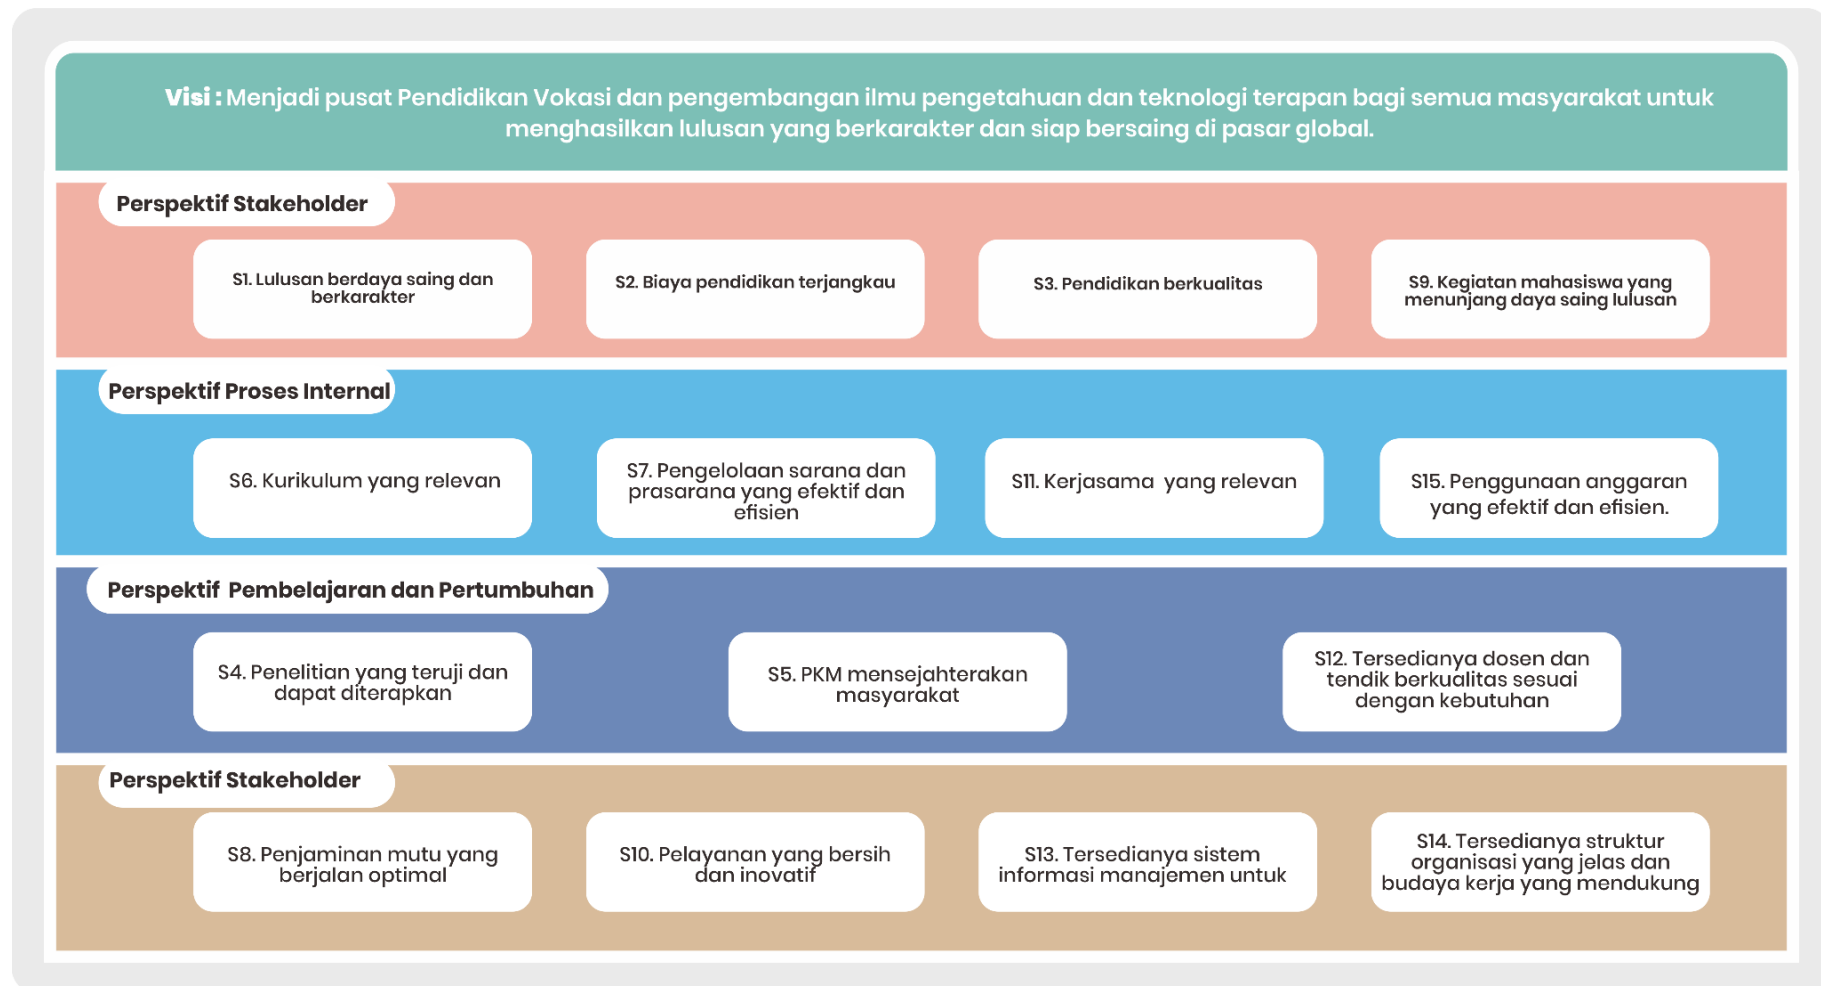 Visi : Menjadi pusat Pendidikan Vokasi dan pengembangan ilmu pengetahuan dan teknologi terapan bagi semua masyarakat untuk
menghasilkan lulusan yang berkarakter dan siap bersaing di pasar global.
Perspektif Stakeholder
S1. Lulusan berdaya saing dan
berkarakter
S2. Biaya pendidikan terjangkau
S3. Pendidikan berkualitas
S9. Kegiatan mahasiswa yang
menunjang daya saing lulusan
Perspektif Proses Internal
S6. Kurikulum yang relevan
S7. Pengelolaan sarana dan
prasarana yang efektif dan
efisien
S11. Kerjasama yang relevan
S15. Penggunaan anggaran
yang efektif dan efisien.
Perspektif Pembelajaran dan Pertumbuhan
S4. Penelitian yang teruji dan
dapat diterapkan
S5. PKM mensejahterakan
masyarakat
S12. Tersedianya dosen dan
tendik berkualitas sesuai
dengan kebutuhan
Perspektif Stakeholder
S8. Penjaminan mutu yang
berjalan optimal
S10. Pelayanan yang bersih
dan inovatif
S13. Tersedianya sistem
informasi manajemen untuk
S14. Tersedianya struktur
organisasi yang jelas dan
budaya kerja yang mendukung